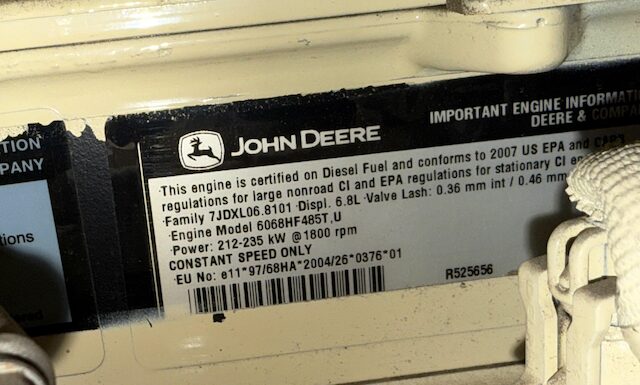 TION
PANY
tions
JOHN DEERE
IMPORTANT ENGINE INFORMATI
DEERE & COMPANY
This engine is certified on Diesel Fuel and conforms to 2007 US EPA and CARB
regulations for large nonroad CI and EPA regulations for stationary CI en
Family 7JDXL06.8101 Displ. 6.8L Valve Lash: 0.36 mm int / 0.46 mm
Engine Model 6068HF485T,U
Power: 212-235 kW @1800 rpm
CONSTANT SPEED ONLY
EU No: e11*97/68HA*2004/26*0376*01
R525656